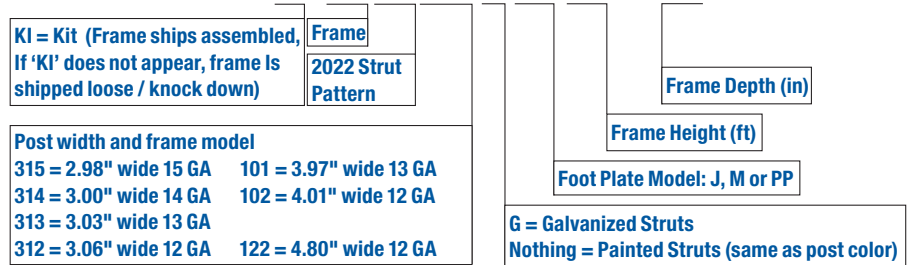 KI = Kit (Frame ships assembled,
If ‘KI’ does not appear, frame Is
shipped loose / knock down)
Frame
2022 Strut
Pattern
Frame Depth (in)
Frame Height (ft)
Post width and frame model
315 = 2.98" wide 15 GA 101 = 3.97" wide 13 GA
314 = 3.00" wide 14 GA 102 = 4.01" wide 12 GA
313 = 3.03" wide 13 GA
312 = 3.06" wide 12 GA 122 = 4.80" wide 12 GA
Foot Plate Model: J, M or PP
G = Galvanized Struts
Nothing = Painted Struts (same as post color)